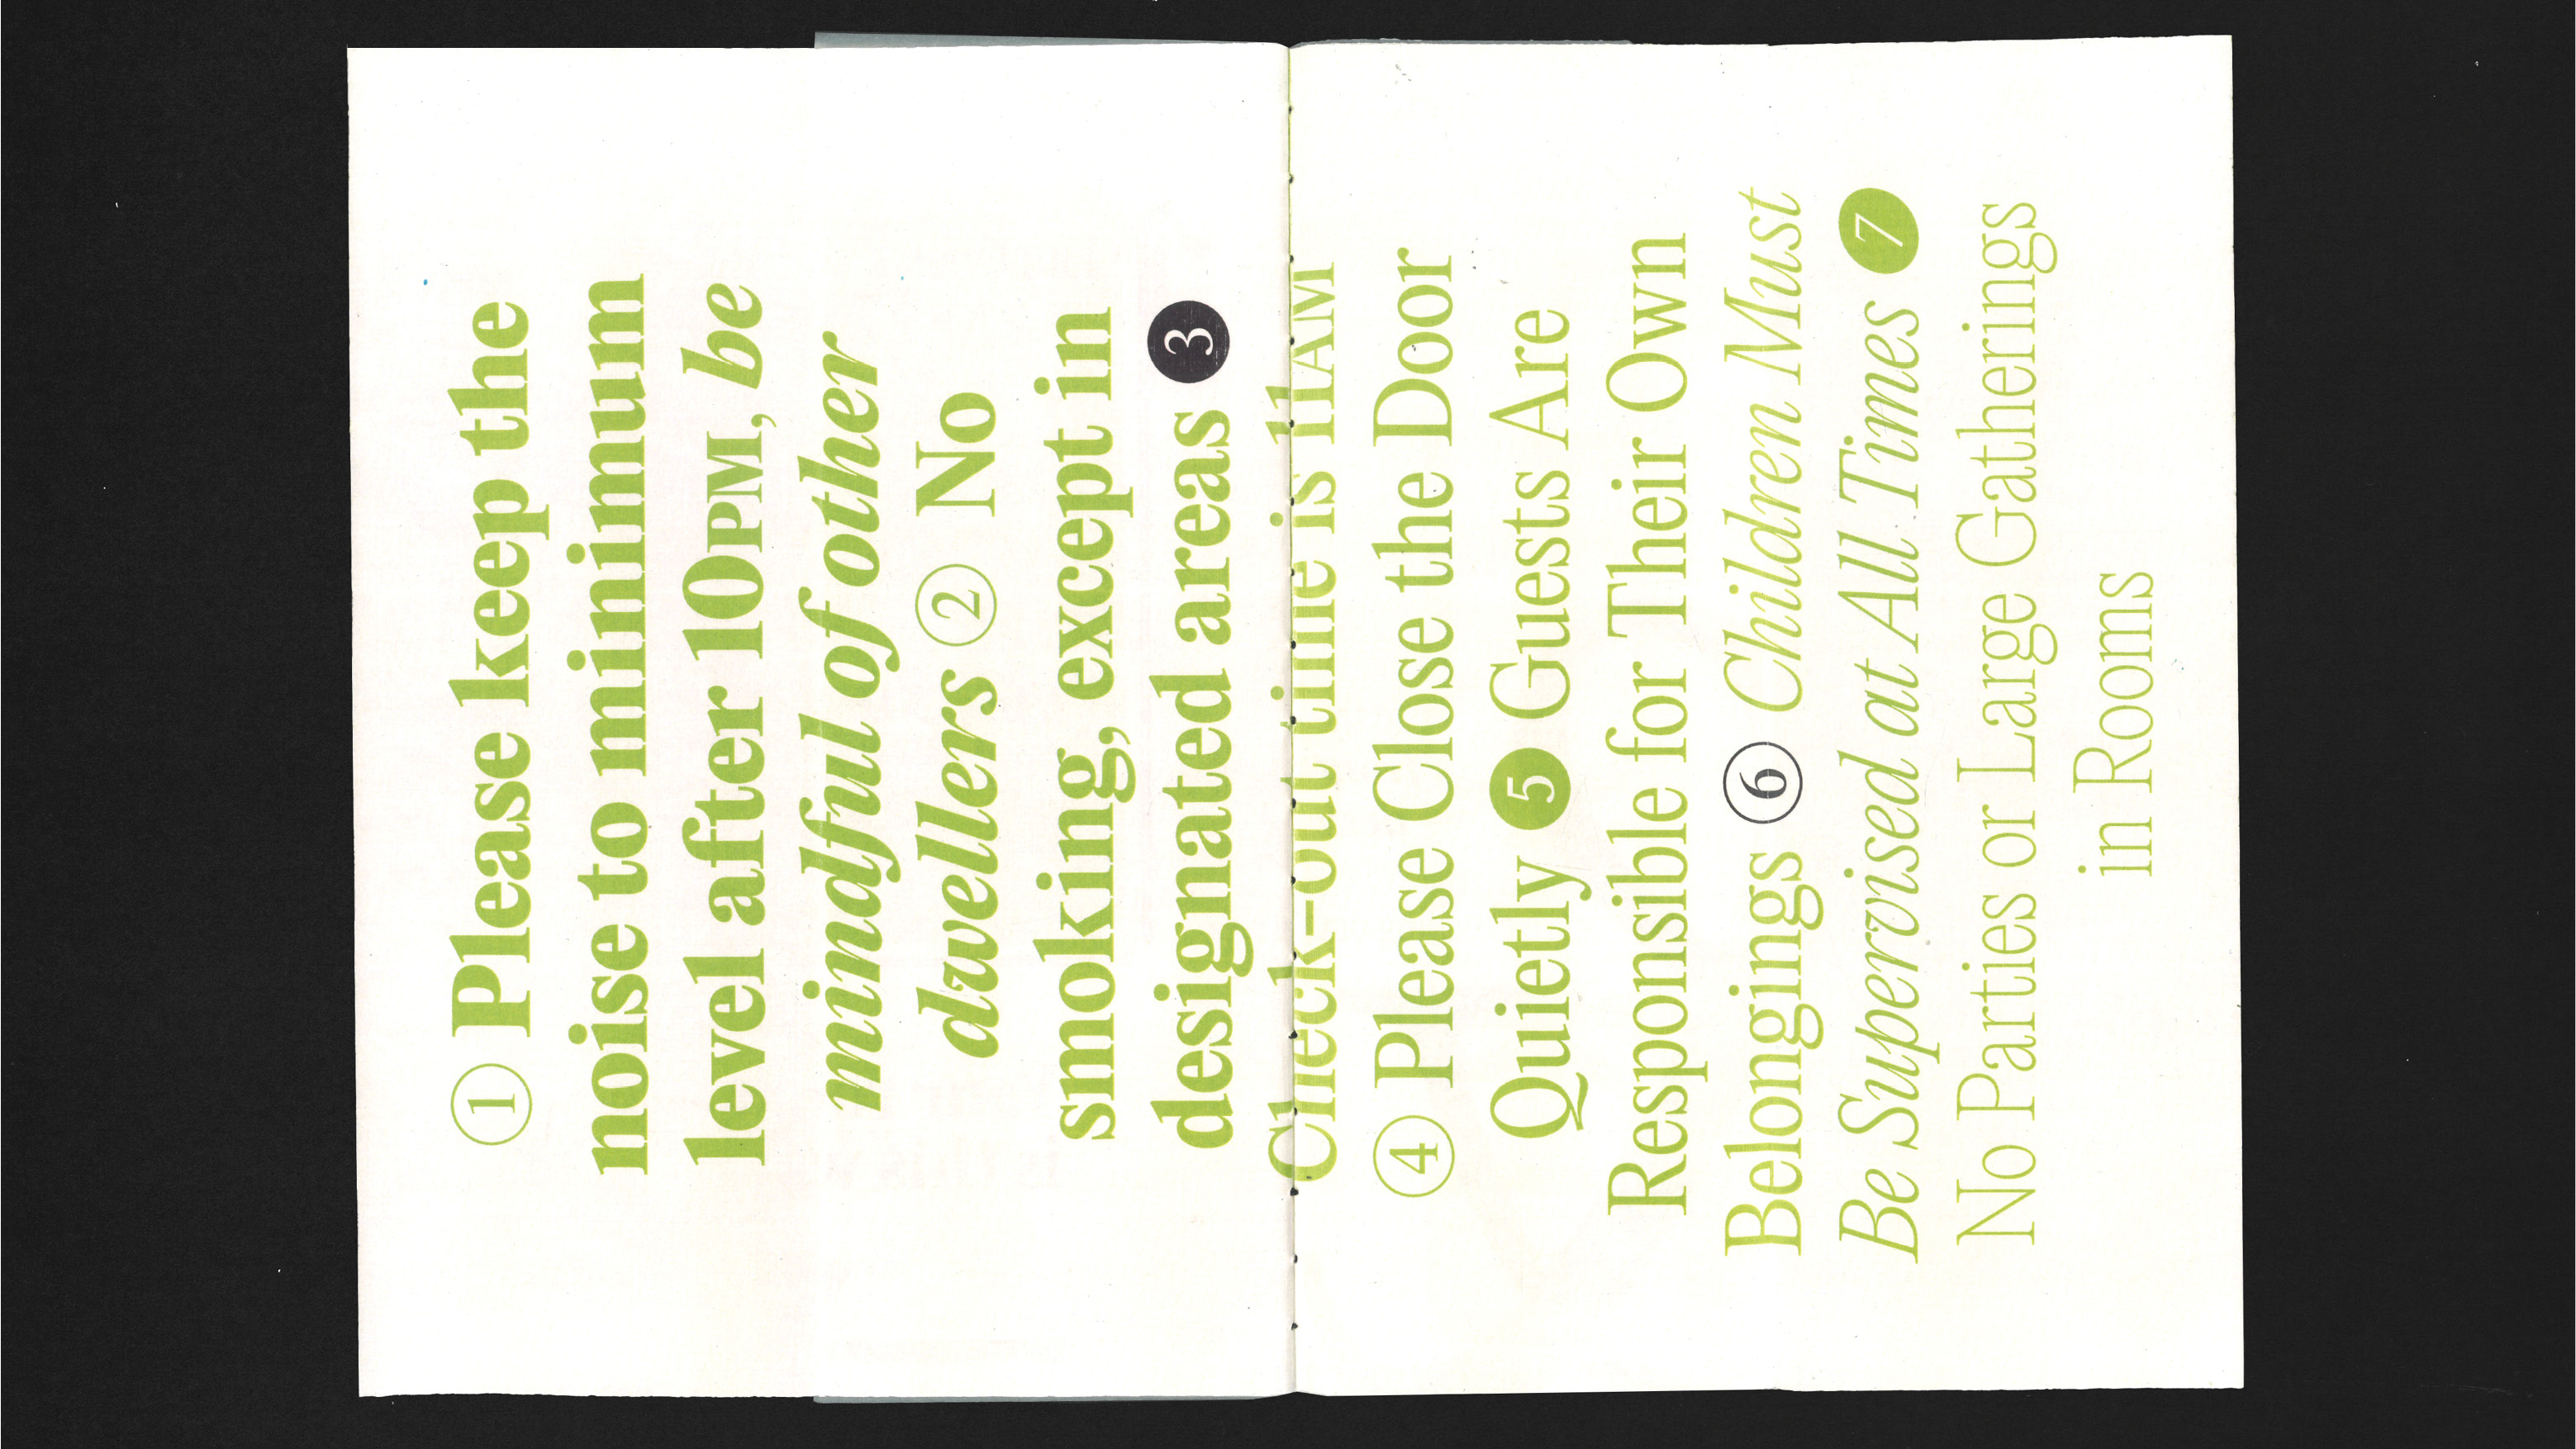 ① Please keep the
noise to minimum
level after 10PM, be
mindful of other
dwellers ② No
smoking, except in
designated areas ❸
Check-out time is 11AM
④ Please Close the Door
Quietly ❺ Guests Are
Responsible for Their Own
Belongings ⑥ Children Must
Be Supervised at All Times ❼
No Parties or Large Gatherings
in Rooms